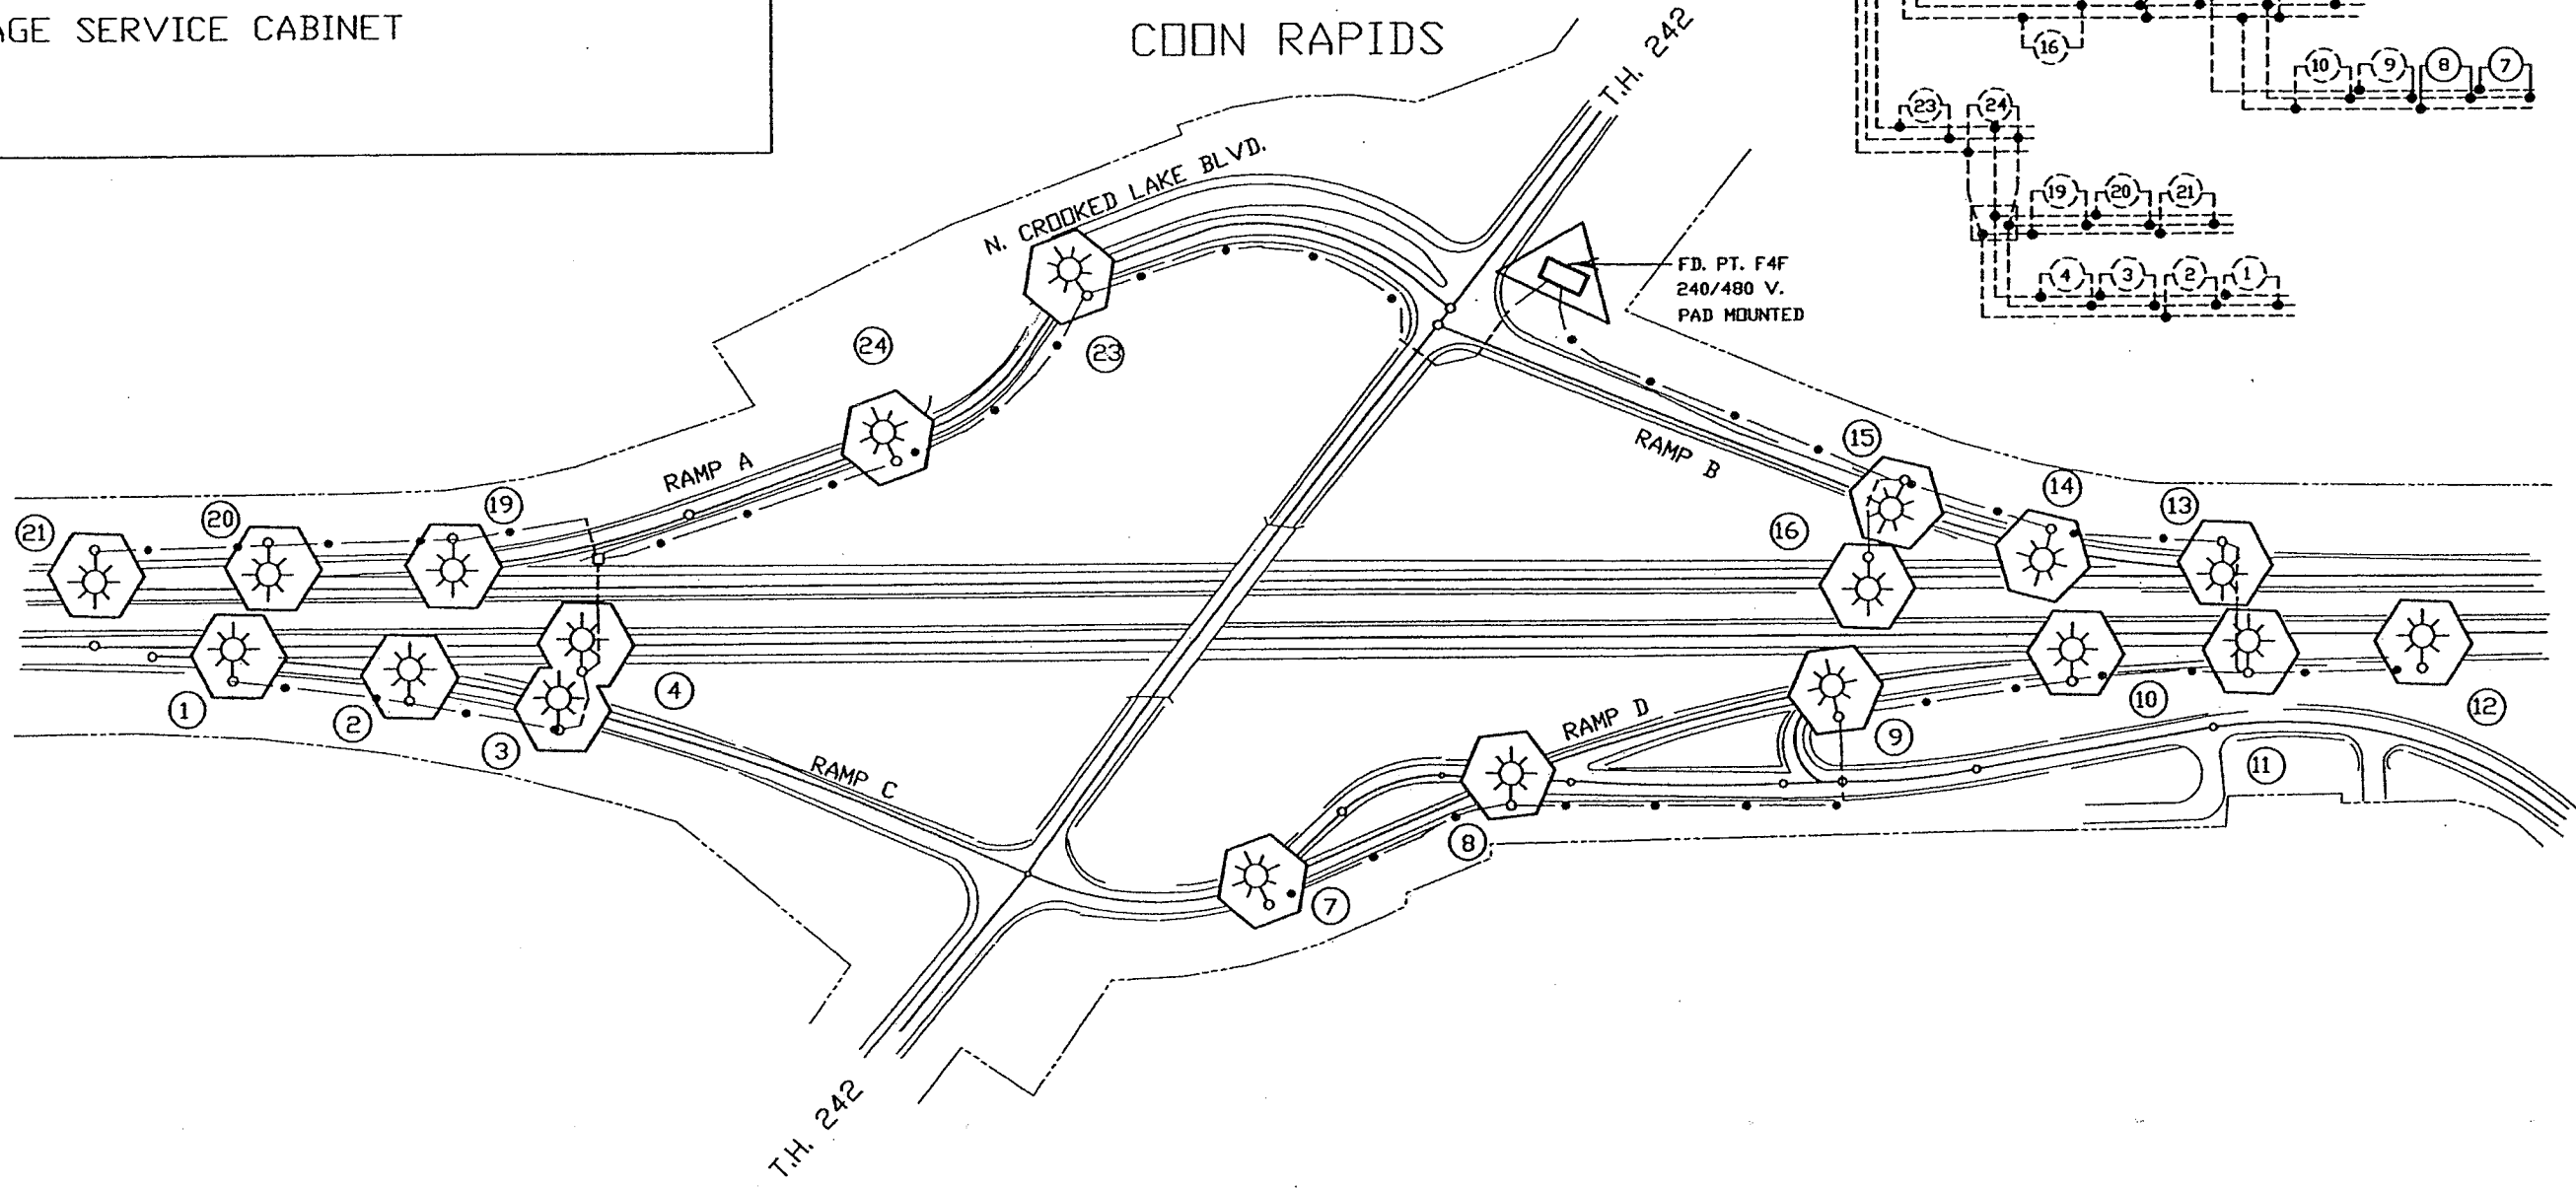 AGE SERVICE CABINET
COON RAPIDS
T.H. 242
16
10 9 8 7
23 24
19 20 21
4 3 2 1
N. CROOKED LAKE BLVD.
FD. PT. F4F
240/480 V.
PAD MOUNTED
24
23
RAMP A
RAMP B
15
14
13
16
21
20
19
1
2
3
4
RAMP C
RAMP D
7
8
9
10
11
12
T.H. 242